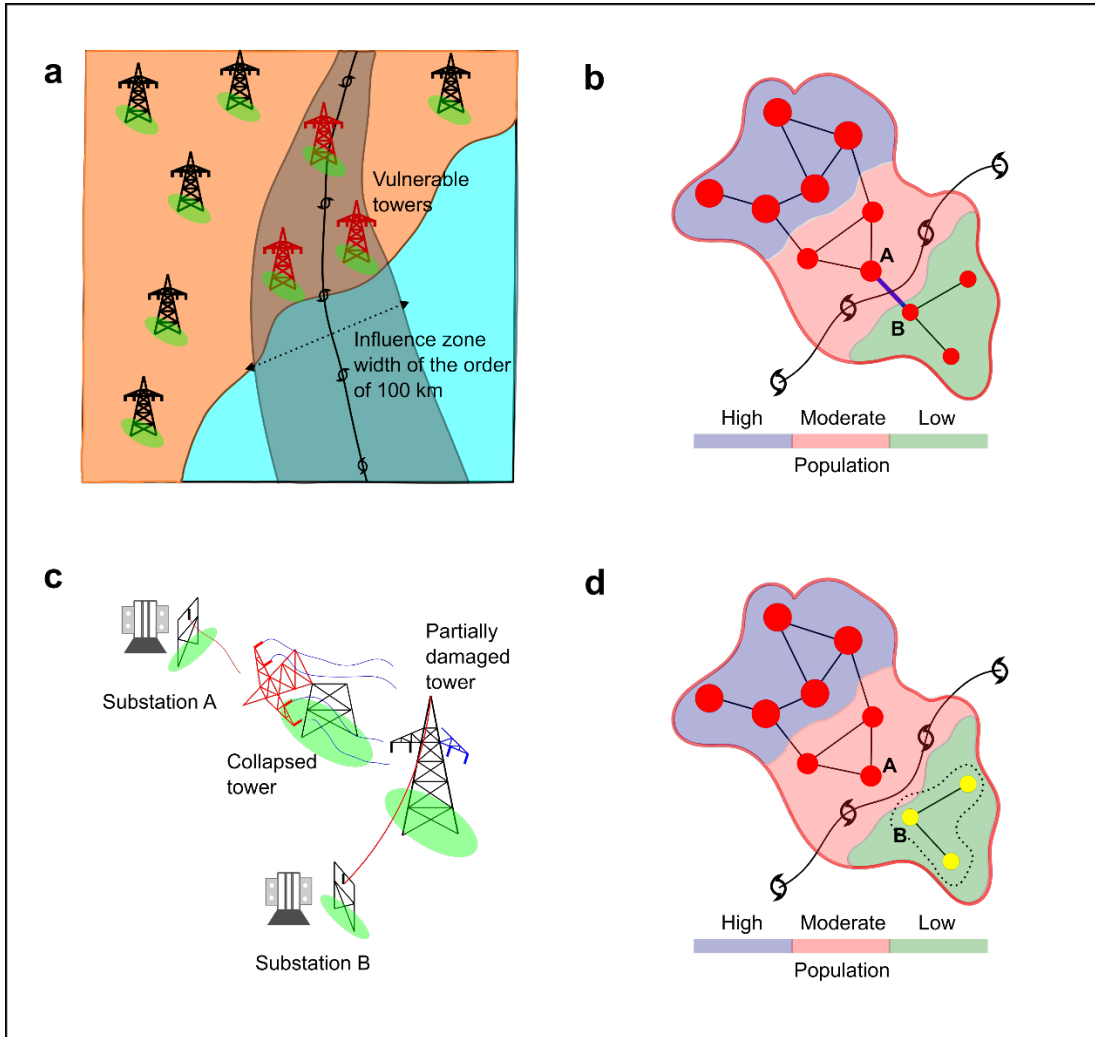 a
Vulnerable
towers
Influence zone
width of the order
of 100 km
b
A
B
High Moderate Low
Population
c
Substation A
Collapsed
tower
Partially
damaged
tower
Substation B
d
A
B
High Moderate Low
Population